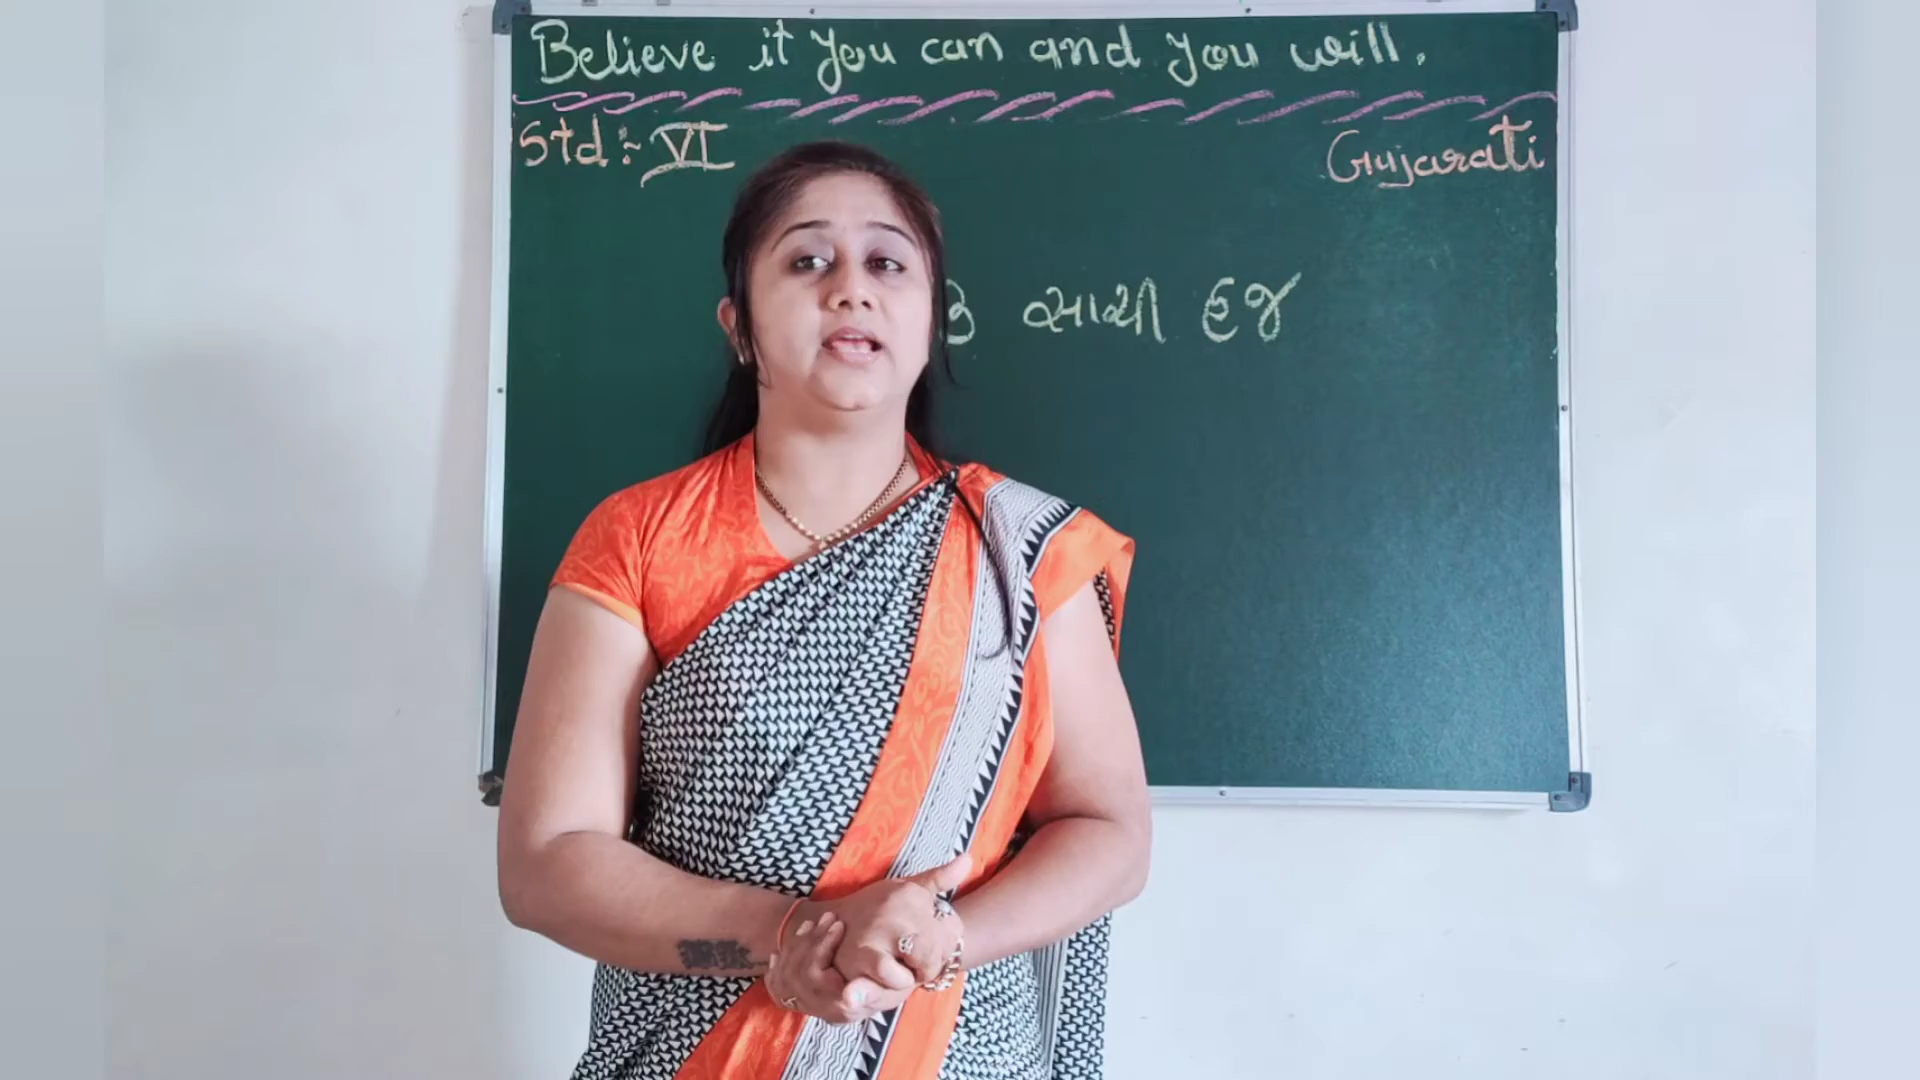 Believe it you can and you will.
Std :- VI
Gujarati
સાચી હજ